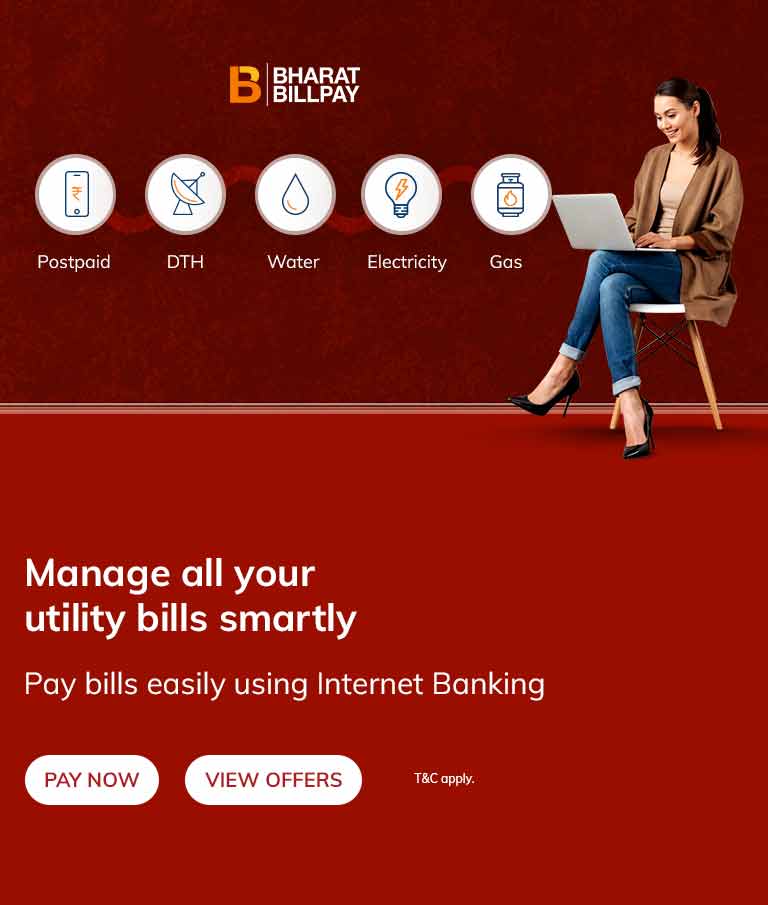 BHARAT
BILLPAY
Postpaid DTH Water Electricity Gas
Manage all your
utility bills smartly
Pay bills easily using Internet Banking
PAY NOW VIEW OFFERS T&C apply.